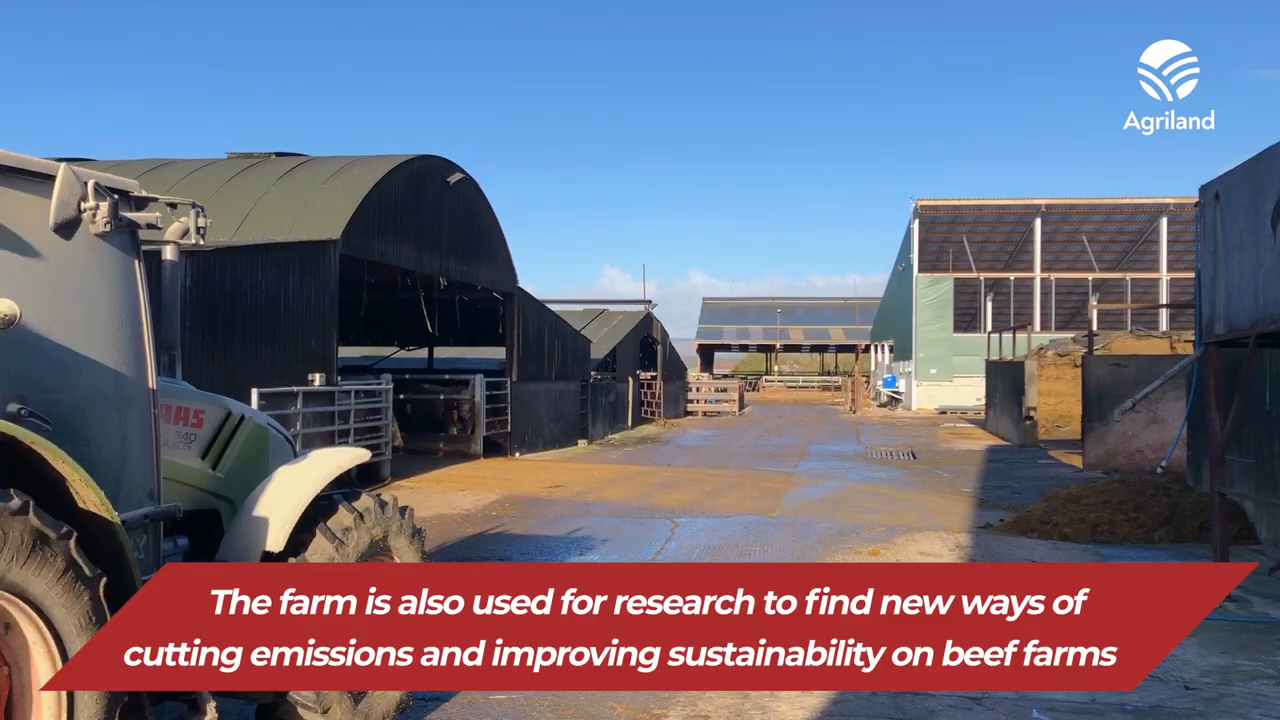 Agriland
The farm is also used for research to find new ways of
cutting emissions and improving sustainability on beef farms